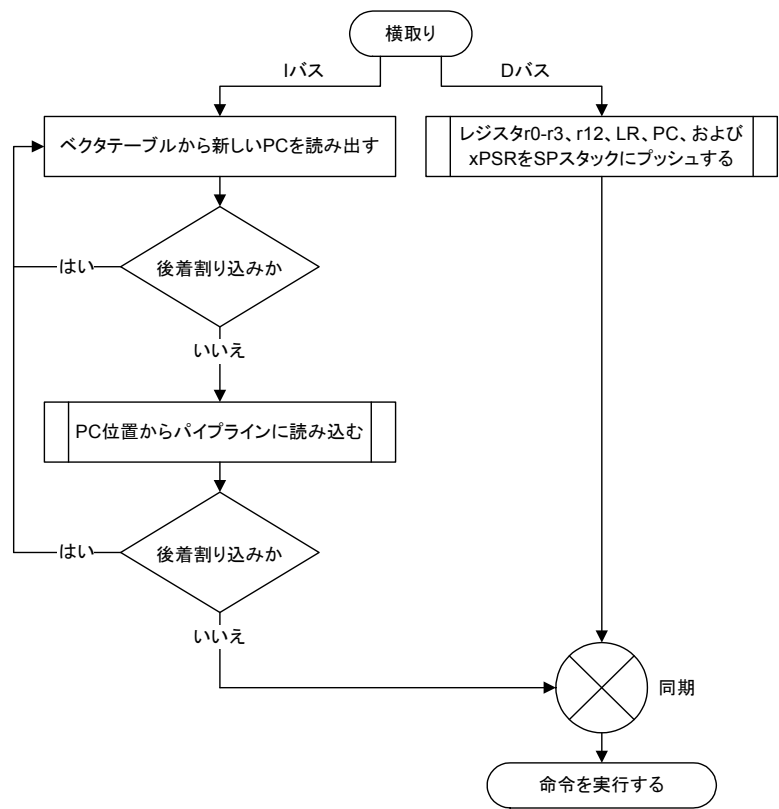 横取り
Iバス
Dバス
ベクタテーブルから新しいPCを読み出す
レジスタr0-r3、r12、LR、PC、および
xPSRをSPスタックにプッシュする
はい
後着割り込みか
いいえ
PC位置からパイプラインに読み込む
はい
後着割り込みか
いいえ
同期
命令を実行する